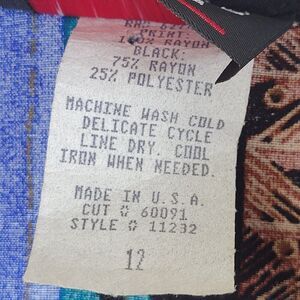 PRINT:
100% RAYON
BLACK:
75% RAYON
25% POLYESTER
MACHINE WASH COLD
DELICATE CYCLE
LINE DRY. COOL
IRON WHEN NEEDED.
MADE IN U.S.A.
CUT # 60091
STYLE # 11232
12